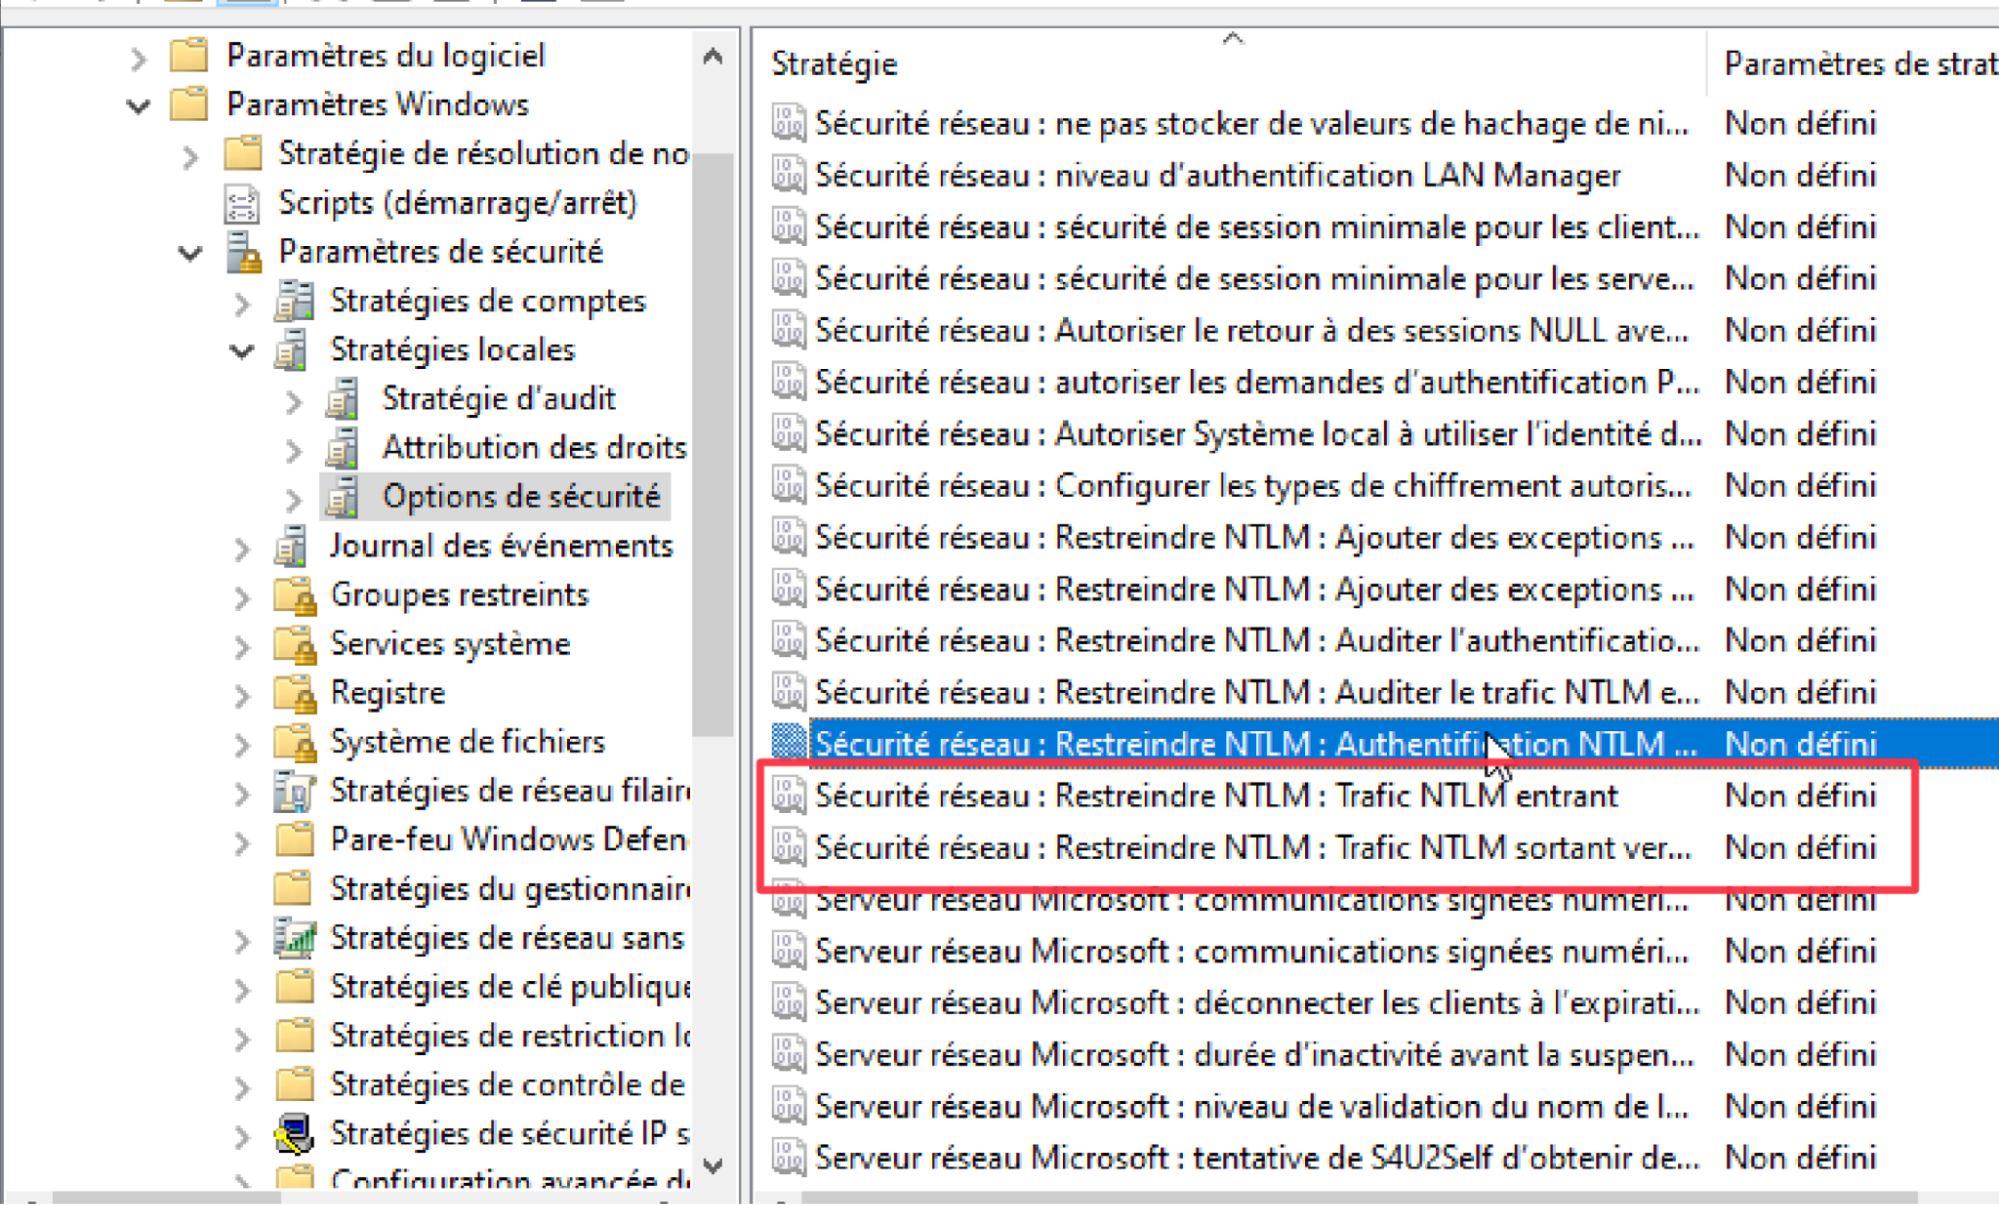 Paramètres du logiciel
Paramètres Windows
Stratégie de résolution de no
Scripts (démarrage/arrêt)
Paramètres de sécurité
Stratégies de comptes
Stratégies locales
Stratégie d'audit
Attribution des droits
Options de sécurité
Journal des événements
Groupes restreints
Services système
Registre
Système de fichiers
Stratégies de réseau filair
Pare-feu Windows Defen
Stratégies du gestionnair
Stratégies de réseau sans
Stratégies de clé publique
Stratégies de restriction lo
Stratégies de contrôle de
Stratégies de sécurité IP s
Configuration avancée de
Stratégie Paramètres de strat
Sécurité réseau : ne pas stocker de valeurs de hachage de ni... Non défini
Sécurité réseau : niveau d'authentification LAN Manager Non défini
Sécurité réseau : sécurité de session minimale pour les client... Non défini
Sécurité réseau : sécurité de session minimale pour les serve... Non défini
Sécurité réseau : Autoriser le retour à des sessions NULL ave... Non défini
Sécurité réseau : autoriser les demandes d'authentification P... Non défini
Sécurité réseau : Autoriser Système local à utiliser l'identité d... Non défini
Sécurité réseau : Configurer les types de chiffrement autoris... Non défini
Sécurité réseau : Restreindre NTLM : Ajouter des exceptions ... Non défini
Sécurité réseau : Restreindre NTLM : Ajouter des exceptions ... Non défini
Sécurité réseau : Restreindre NTLM : Auditer l'authentificatio... Non défini
Sécurité réseau : Restreindre NTLM : Auditer le trafic NTLM e... Non défini
Sécurité réseau : Restreindre NTLM : Authentification NTLM ... Non défini
Sécurité réseau : Restreindre NTLM : Trafic NTLM entrant Non défini
Sécurité réseau : Restreindre NTLM : Trafic NTLM sortant ver... Non défini
Serveur réseau Microsoft : communications signées numéri... Non défini
Serveur réseau Microsoft : communications signées numéri... Non défini
Serveur réseau Microsoft : déconnecter les clients à l'expirati... Non défini
Serveur réseau Microsoft : durée d'inactivité avant la suspen... Non défini
Serveur réseau Microsoft : niveau de validation du nom de l... Non défini
Serveur réseau Microsoft : tentative de S4U2Self d'obtenir de... Non défini